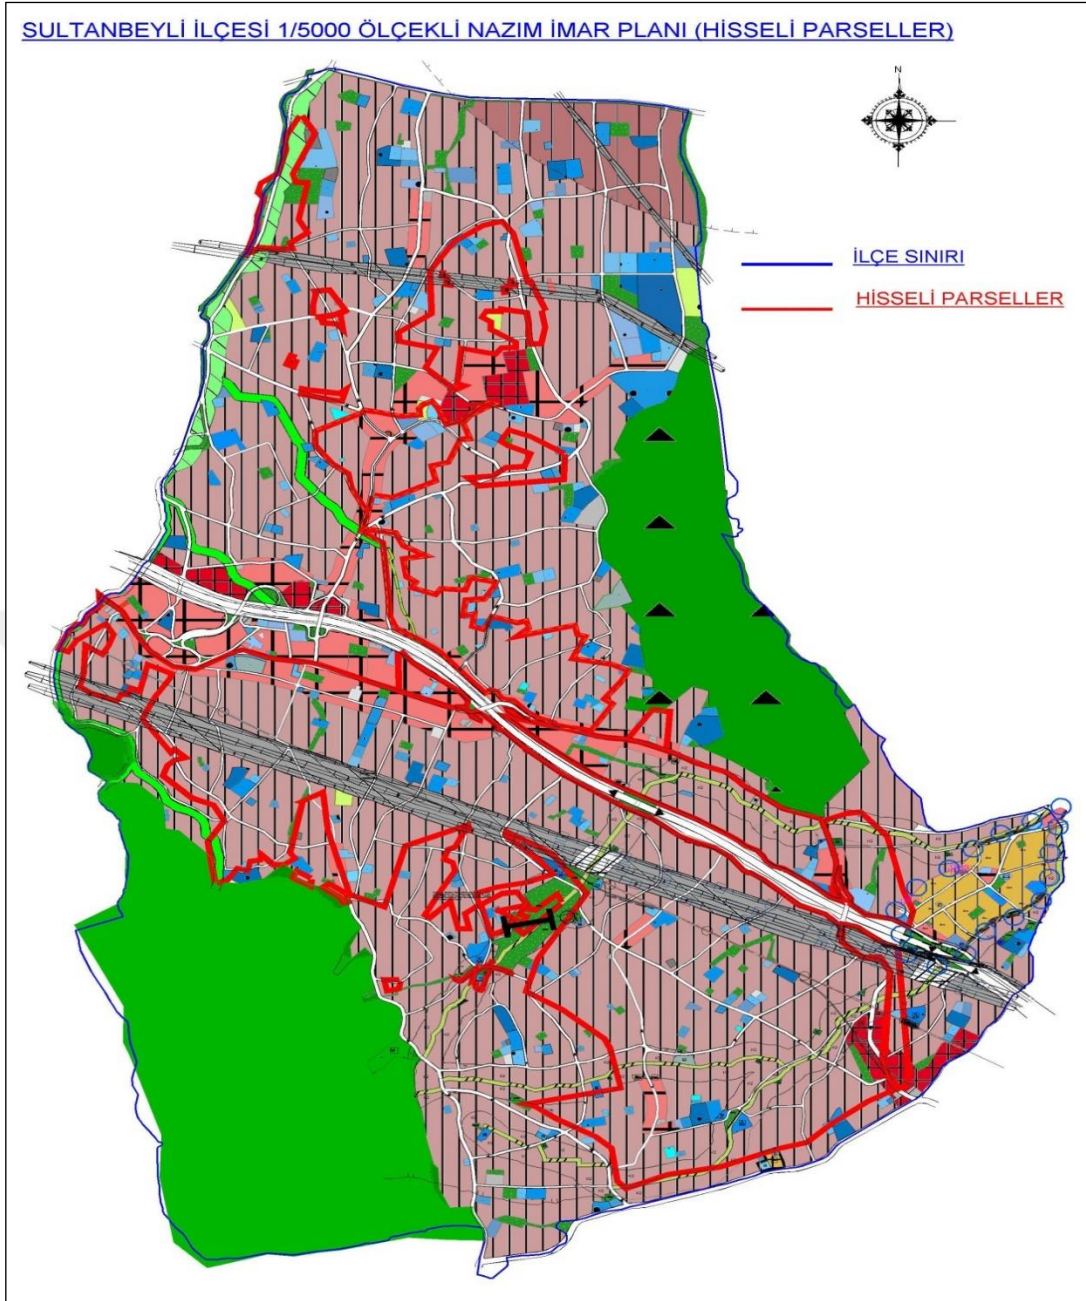 SULTANBEYLİ İLÇESİ 1/5000 ÖLÇEKLİ NAZIM İMAR PLANI (HİSSELİ PARSELLER)
N
İLÇE SINIRI
HİSSELİ PARSELLER